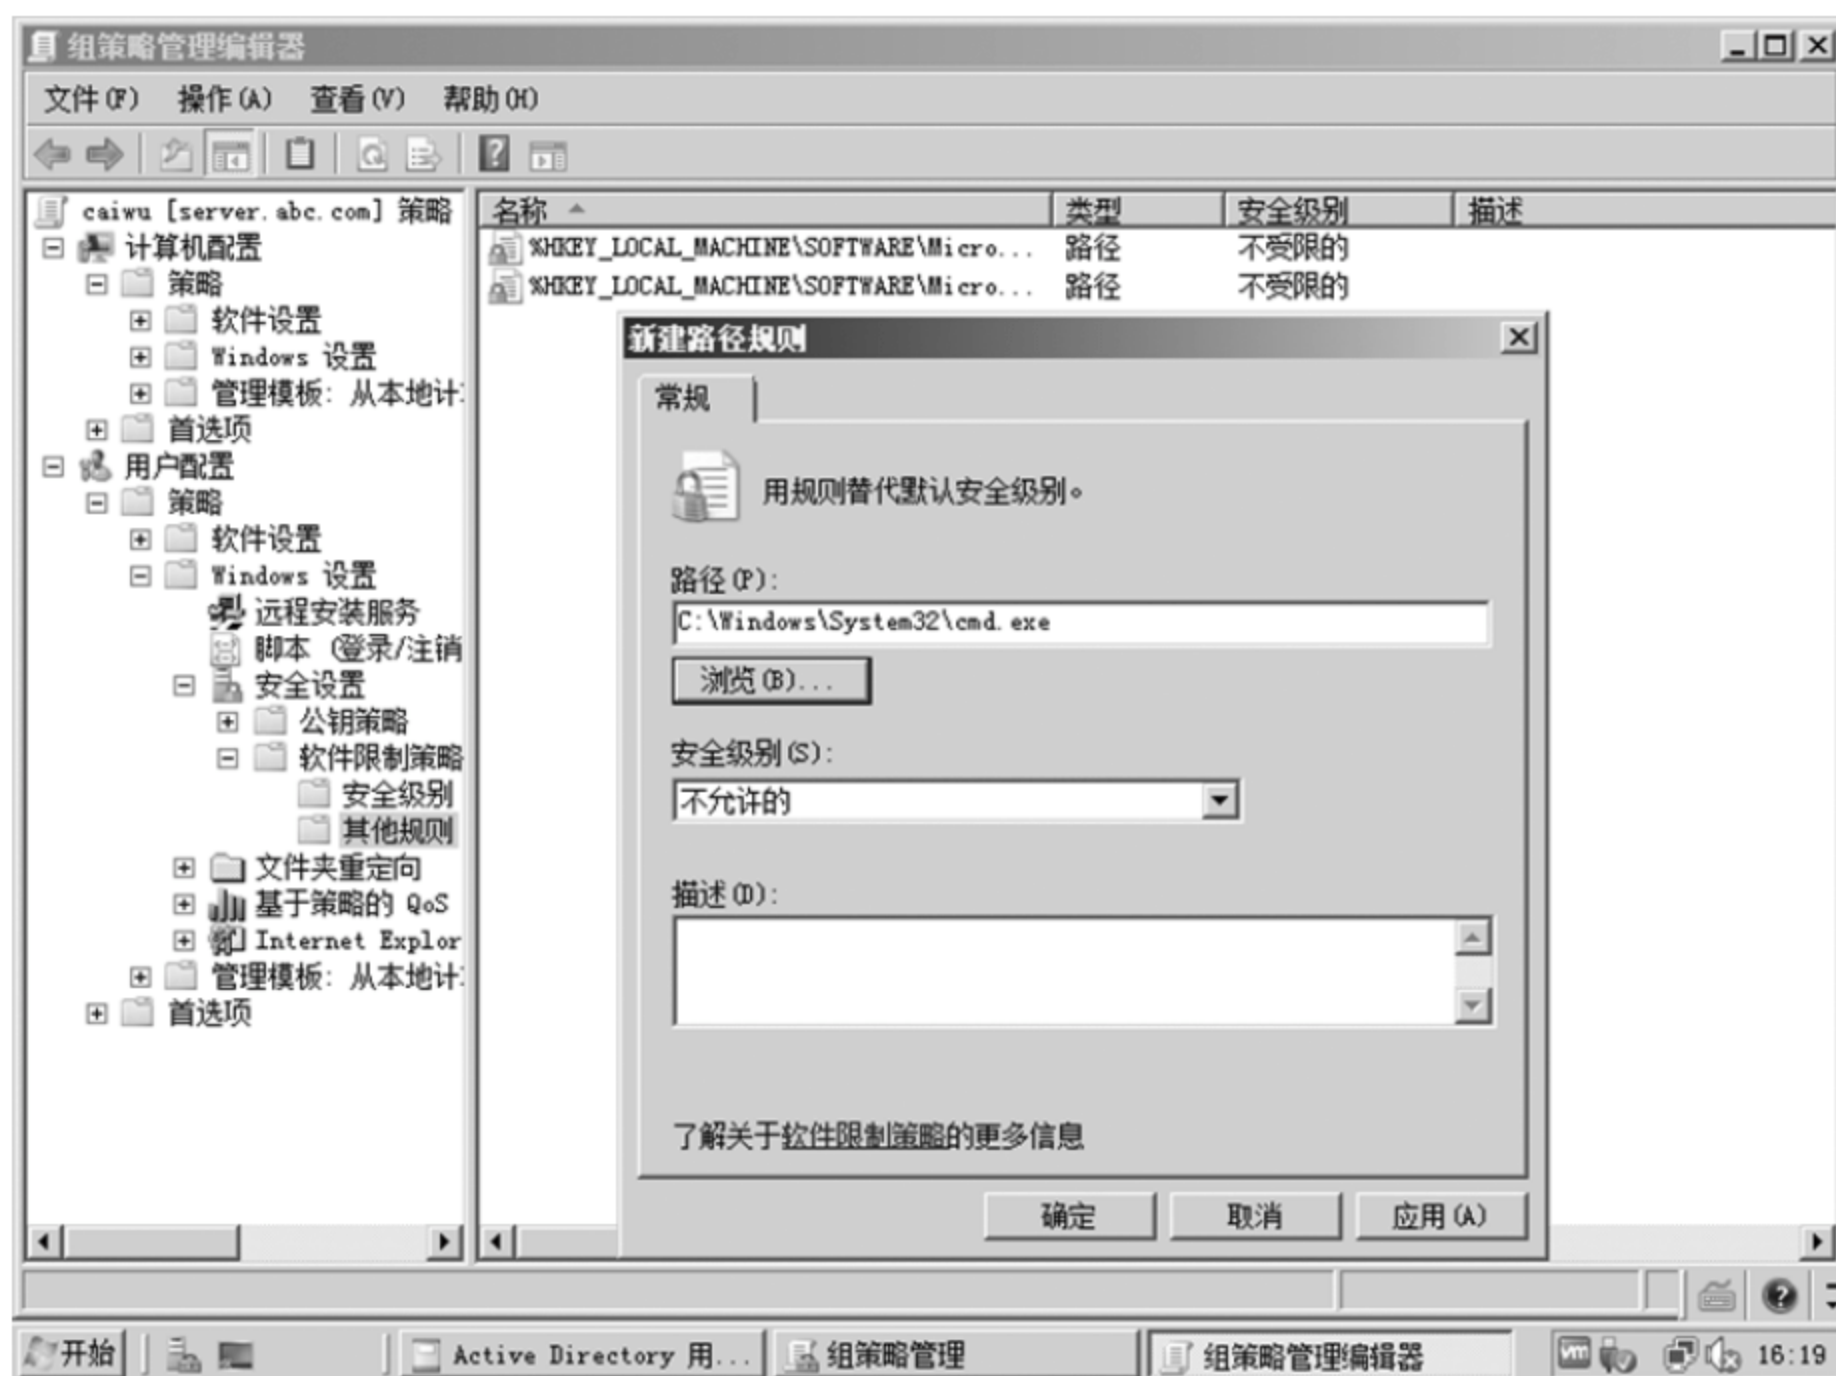 组策略管理编辑器
文件(F) 操作(A) 查看(V) 帮助(H)
caiwu [server.abc.com] 策略
计算机配置
策略
软件设置
Windows 设置
管理模板: 从本地计
首选项
用户配置
策略
软件设置
Windows 设置
远程安装服务
脚本 (登录/注销
安全设置
公钥策略
软件限制策略
安全级别
其他规则
文件夹重定向
基于策略的 QoS
Internet Explor
管理模板: 从本地计
首选项
名称 类型 安全级别 描述
%HKEY_LOCAL_MACHINE\SOFTWARE\Micro... 路径 不受限的
%HKEY_LOCAL_MACHINE\SOFTWARE\Micro... 路径 不受限的
新建路径规则
常规
用规则替代默认安全级别。
路径(P):
C:\Windows\System32\cmd.exe
浏览(B)...
安全级别(S):
不允许的
描述(D):
了解关于软件限制策略的更多信息
确定 取消 应用(A)
开始 Active Directory 用... 组策略管理 组策略管理编辑器 vm 16:19